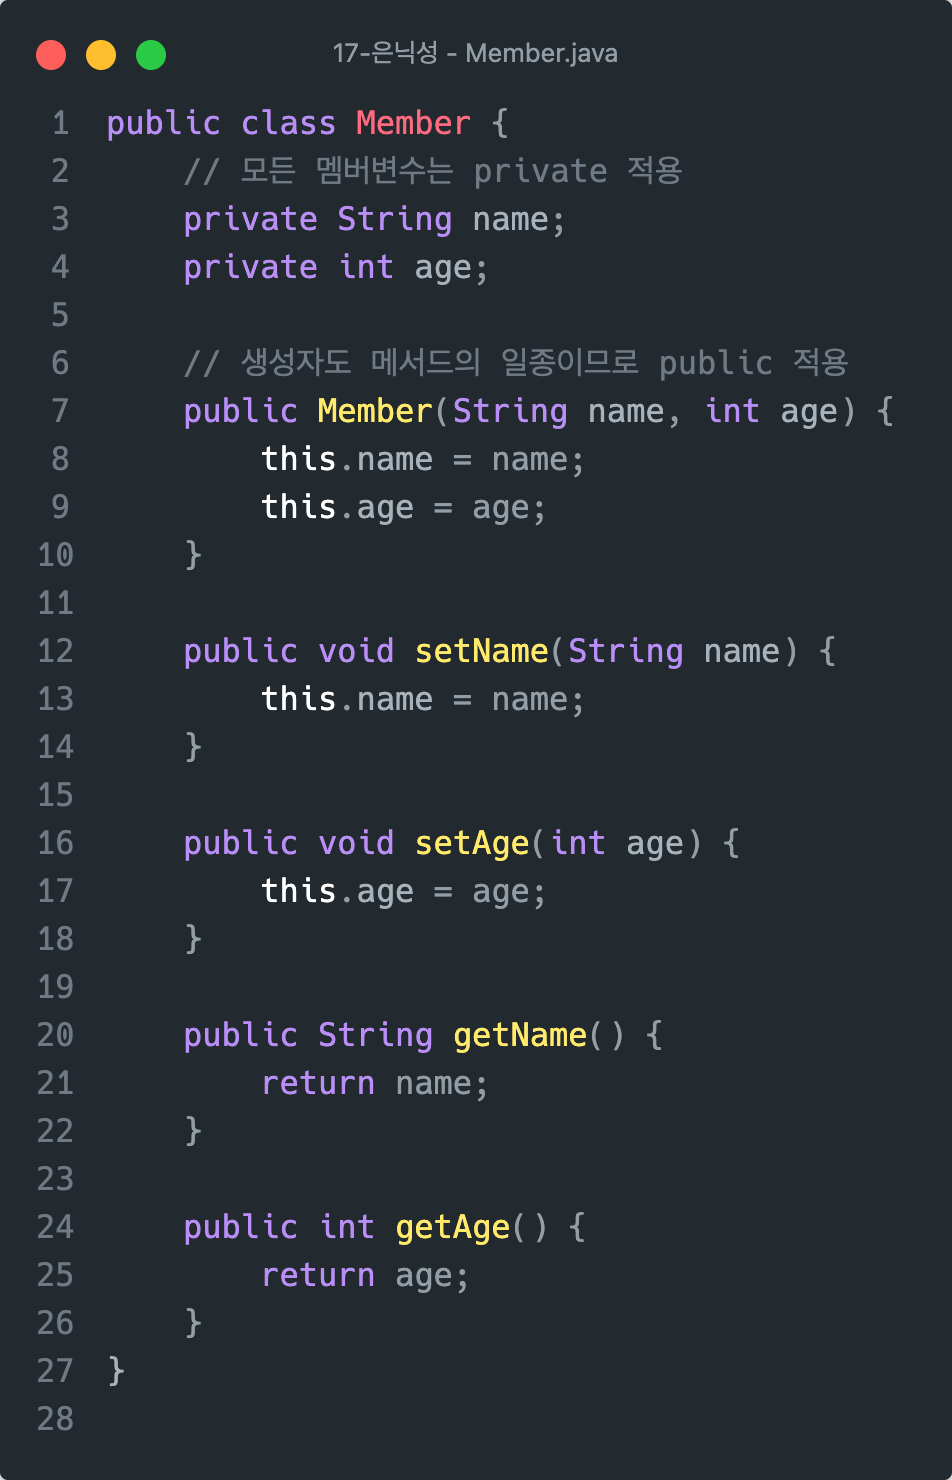 17-은닉성 - Member.java
1 public class Member {
2     // 모든 멤버변수는 private 적용
3     private String name;
4     private int age;
5
6     // 생성자도 메서드의 일종이므로 public 적용
7     public Member(String name, int age) {
8         this.name = name;
9         this.age = age;
10     }
11
12     public void setName(String name) {
13         this.name = name;
14     }
15
16     public void setAge(int age) {
17         this.age = age;
18     }
19
20     public String getName() {
21         return name;
22     }
23
24     public int getAge() {
25         return age;
26     }
27 }
28